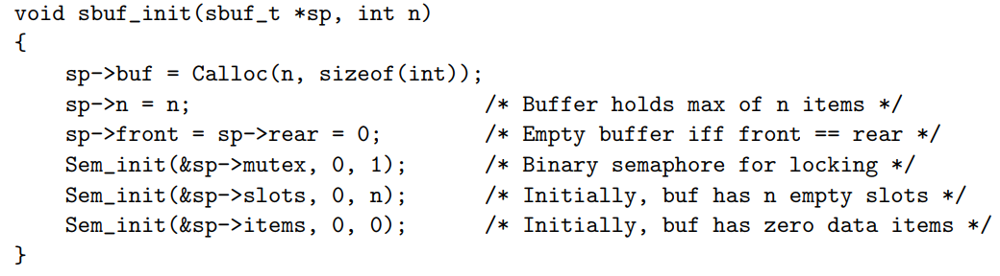 void sbuf_init(sbuf_t *sp, int n)
{
    sp->buf = Calloc(n, sizeof(int));
    sp->n = n;                       /* Buffer holds max of n items */
    sp->front = sp->rear = 0;        /* Empty buffer iff front == rear */
    Sem_init(&sp->mutex, 0, 1);      /* Binary semaphore for locking */
    Sem_init(&sp->slots, 0, n);      /* Initially, buf has n empty slots */
    Sem_init(&sp->items, 0, 0);      /* Initially, buf has zero data items */
}